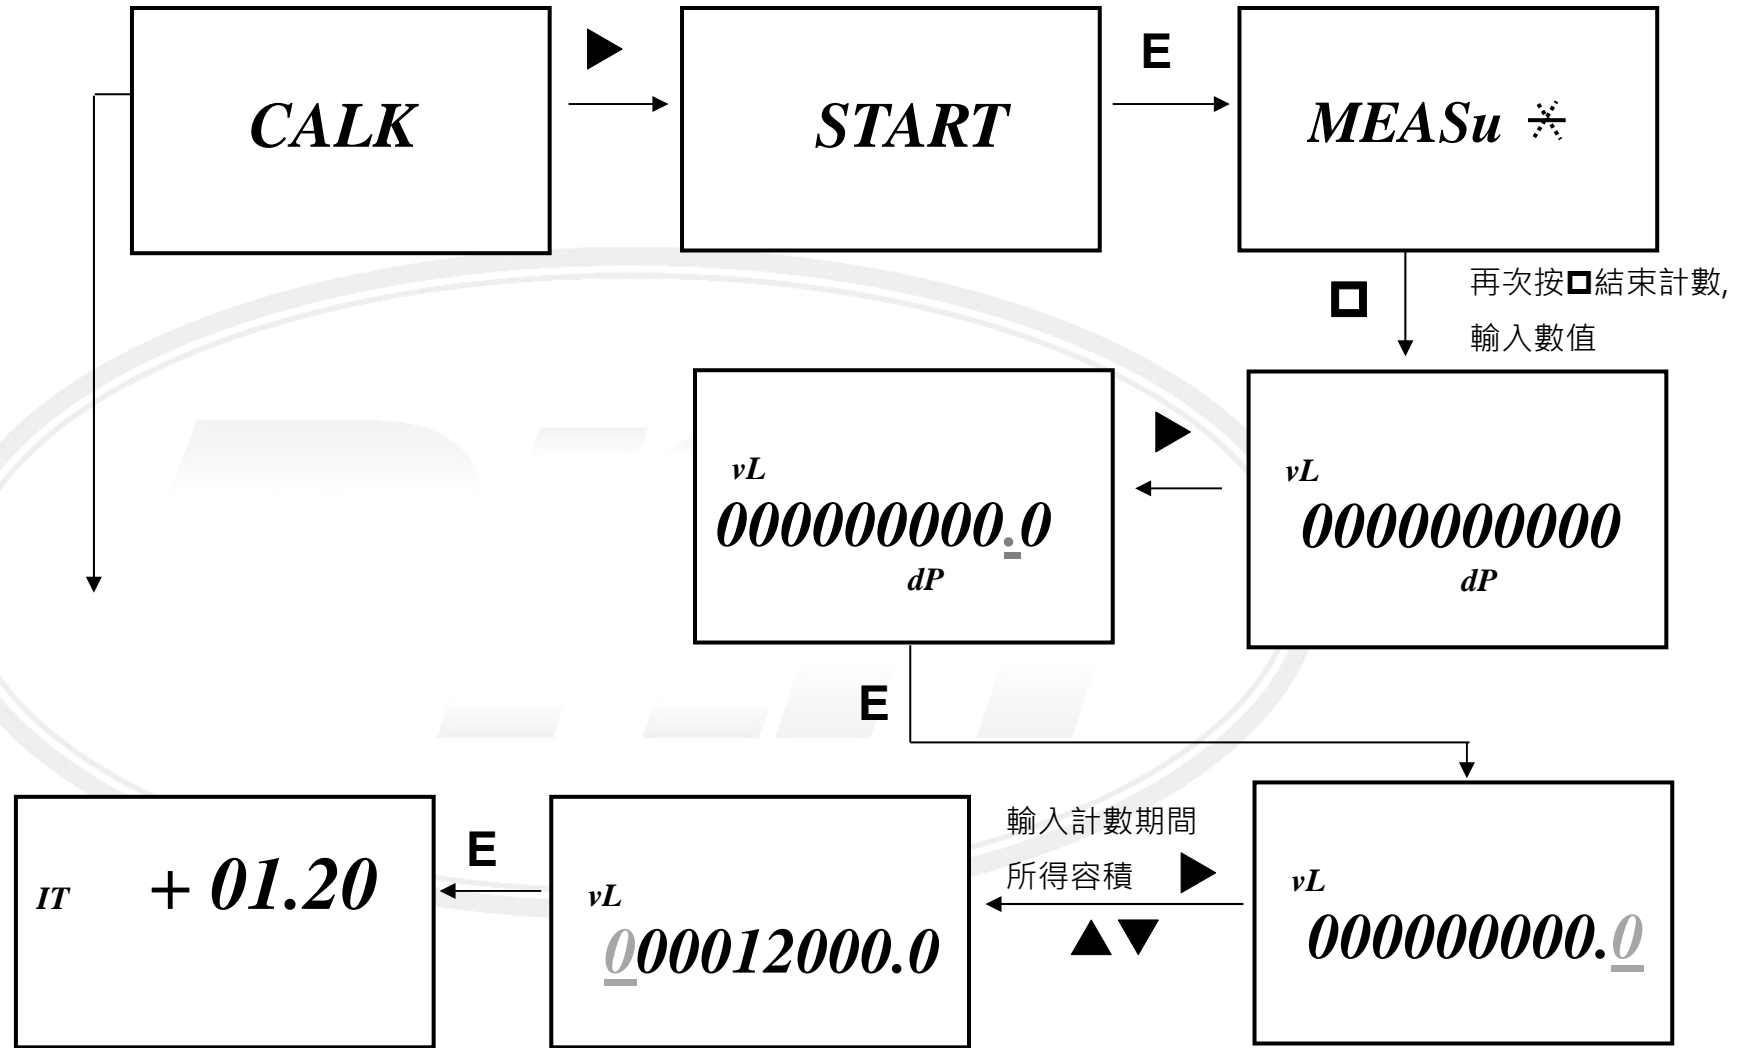 CALK
▶
START
E
MEASu ※
再次按□結束計數,
輸入數值
□
vL
0000000000
dP
▶
vL
000000000.0
dP
E
vL
000000000.0
輸入計數期間
所得容積 ▶
▲▼
vL
000012000.0
E
IT + 01.20